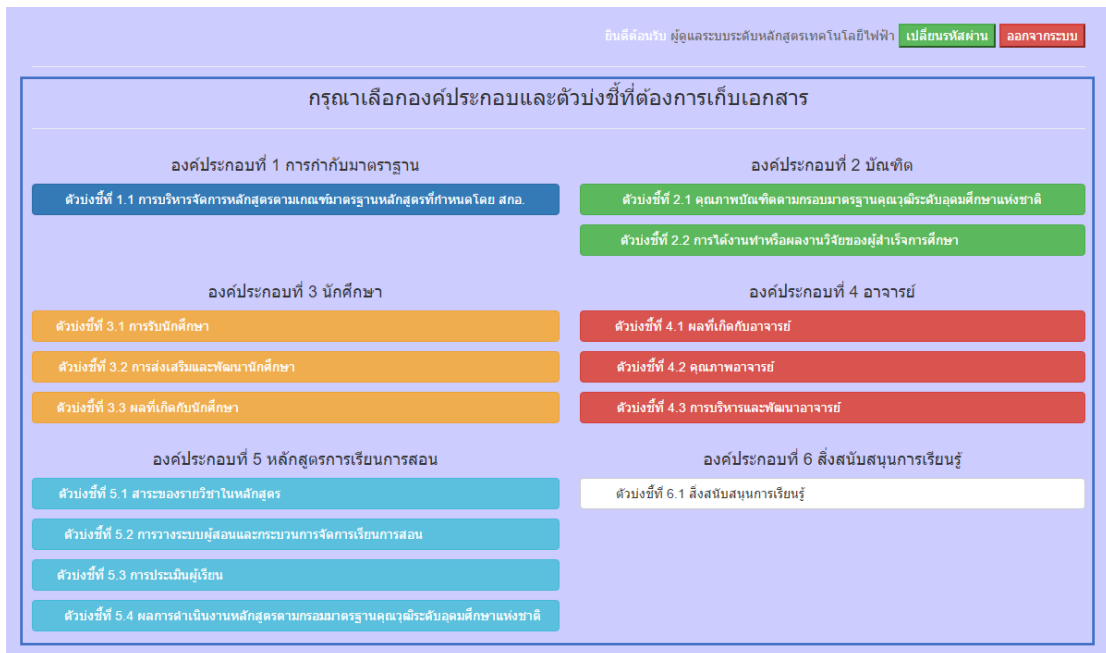 ยินดีต้อนรับ ผู้ดูแลระบบระดับหลักสูตรเทคโนโลยีไฟฟ้า เปลี่ยนรหัสผ่าน ออกจากระบบ
กรุณาเลือกองค์ประกอบและตัวบ่งชี้ที่ต้องการเก็บเอกสาร
องค์ประกอบที่ 1 การกำกับมาตราฐาน
ตัวบ่งชี้ที่ 1.1 การบริหารจัดการหลักสูตรตามเกณฑ์มาตรฐานหลักสูตรที่กำหนดโดย สกอ.
องค์ประกอบที่ 2 บัณฑิต
ตัวบ่งชี้ที่ 2.1 คุณภาพบัณฑิตตามกรอบมาตรฐานคุณวุฒิระดับอุดมศึกษาแห่งชาติ
ตัวบ่งชี้ที่ 2.2 การได้งานทำหรือผลงานวิจัยของผู้สำเร็จการศึกษา
องค์ประกอบที่ 3 นักศึกษา
ตัวบ่งชี้ที่ 3.1 การรับนักศึกษา
ตัวบ่งชี้ที่ 3.2 การส่งเสริมและพัฒนานักศึกษา
ตัวบ่งชี้ที่ 3.3 ผลที่เกิดกับนักศึกษา
องค์ประกอบที่ 4 อาจารย์
ตัวบ่งชี้ที่ 4.1 ผลที่เกิดกับอาจารย์
ตัวบ่งชี้ที่ 4.2 คุณภาพอาจารย์
ตัวบ่งชี้ที่ 4.3 การบริหารและพัฒนาอาจารย์
องค์ประกอบที่ 5 หลักสูตรการเรียนการสอน
ตัวบ่งชี้ที่ 5.1 สาระของรายวิชาในหลักสูตร
ตัวบ่งชี้ที่ 5.2 การวางระบบผู้สอนและกระบวนการจัดการเรียนการสอน
ตัวบ่งชี้ที่ 5.3 การประเมินผู้เรียน
ตัวบ่งชี้ที่ 5.4 ผลการดำเนินงานหลักสูตรตามกรอมมาตรฐานคุณวุฒิระดับอุดมศึกษาแห่งชาติ
องค์ประกอบที่ 6 สิ่งสนับสนุนการเรียนรู้
ตัวบ่งชี้ที่ 6.1 สิ่งสนับสนุนการเรียนรู้